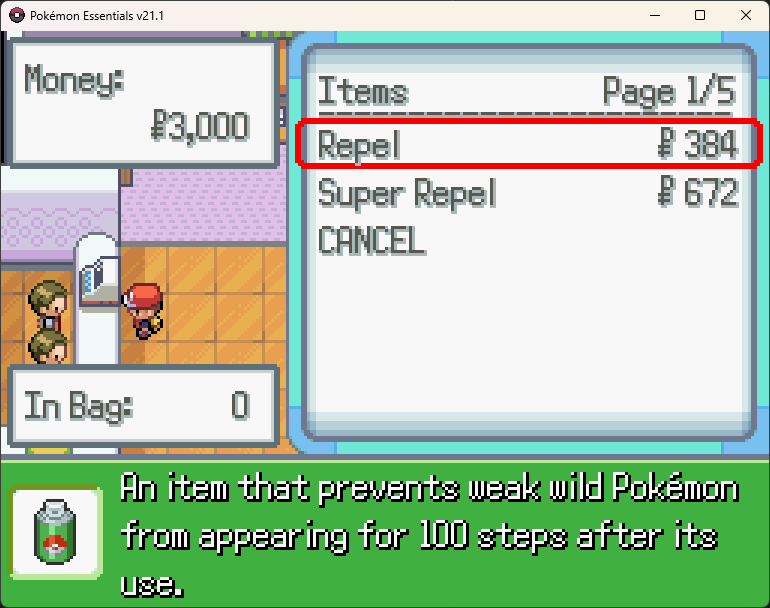 Pokémon Essentials v21.1
Money:
₽3,000
Items Page 1/5
Repel ₽ 384
Super Repel ₽ 672
CANCEL
In Bag: 0
An item that prevents weak wild Pokémon
from appearing for 100 steps after its
use.